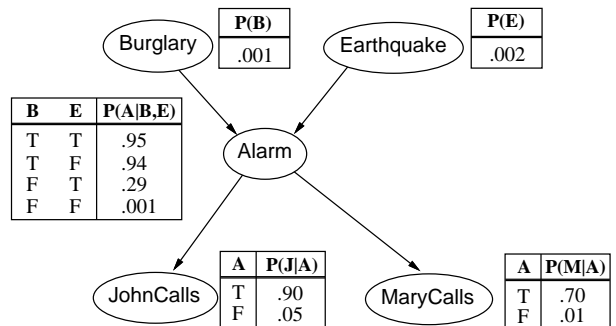 Burglary
P(B)
.001
Earthquake
P(E)
.002
B E P(A|B,E)
T T .95
T F .94
F T .29
F F .001
Alarm
JohnCalls
A P(J|A)
T .90
F .05
MaryCalls
A P(M|A)
T .70
F .01